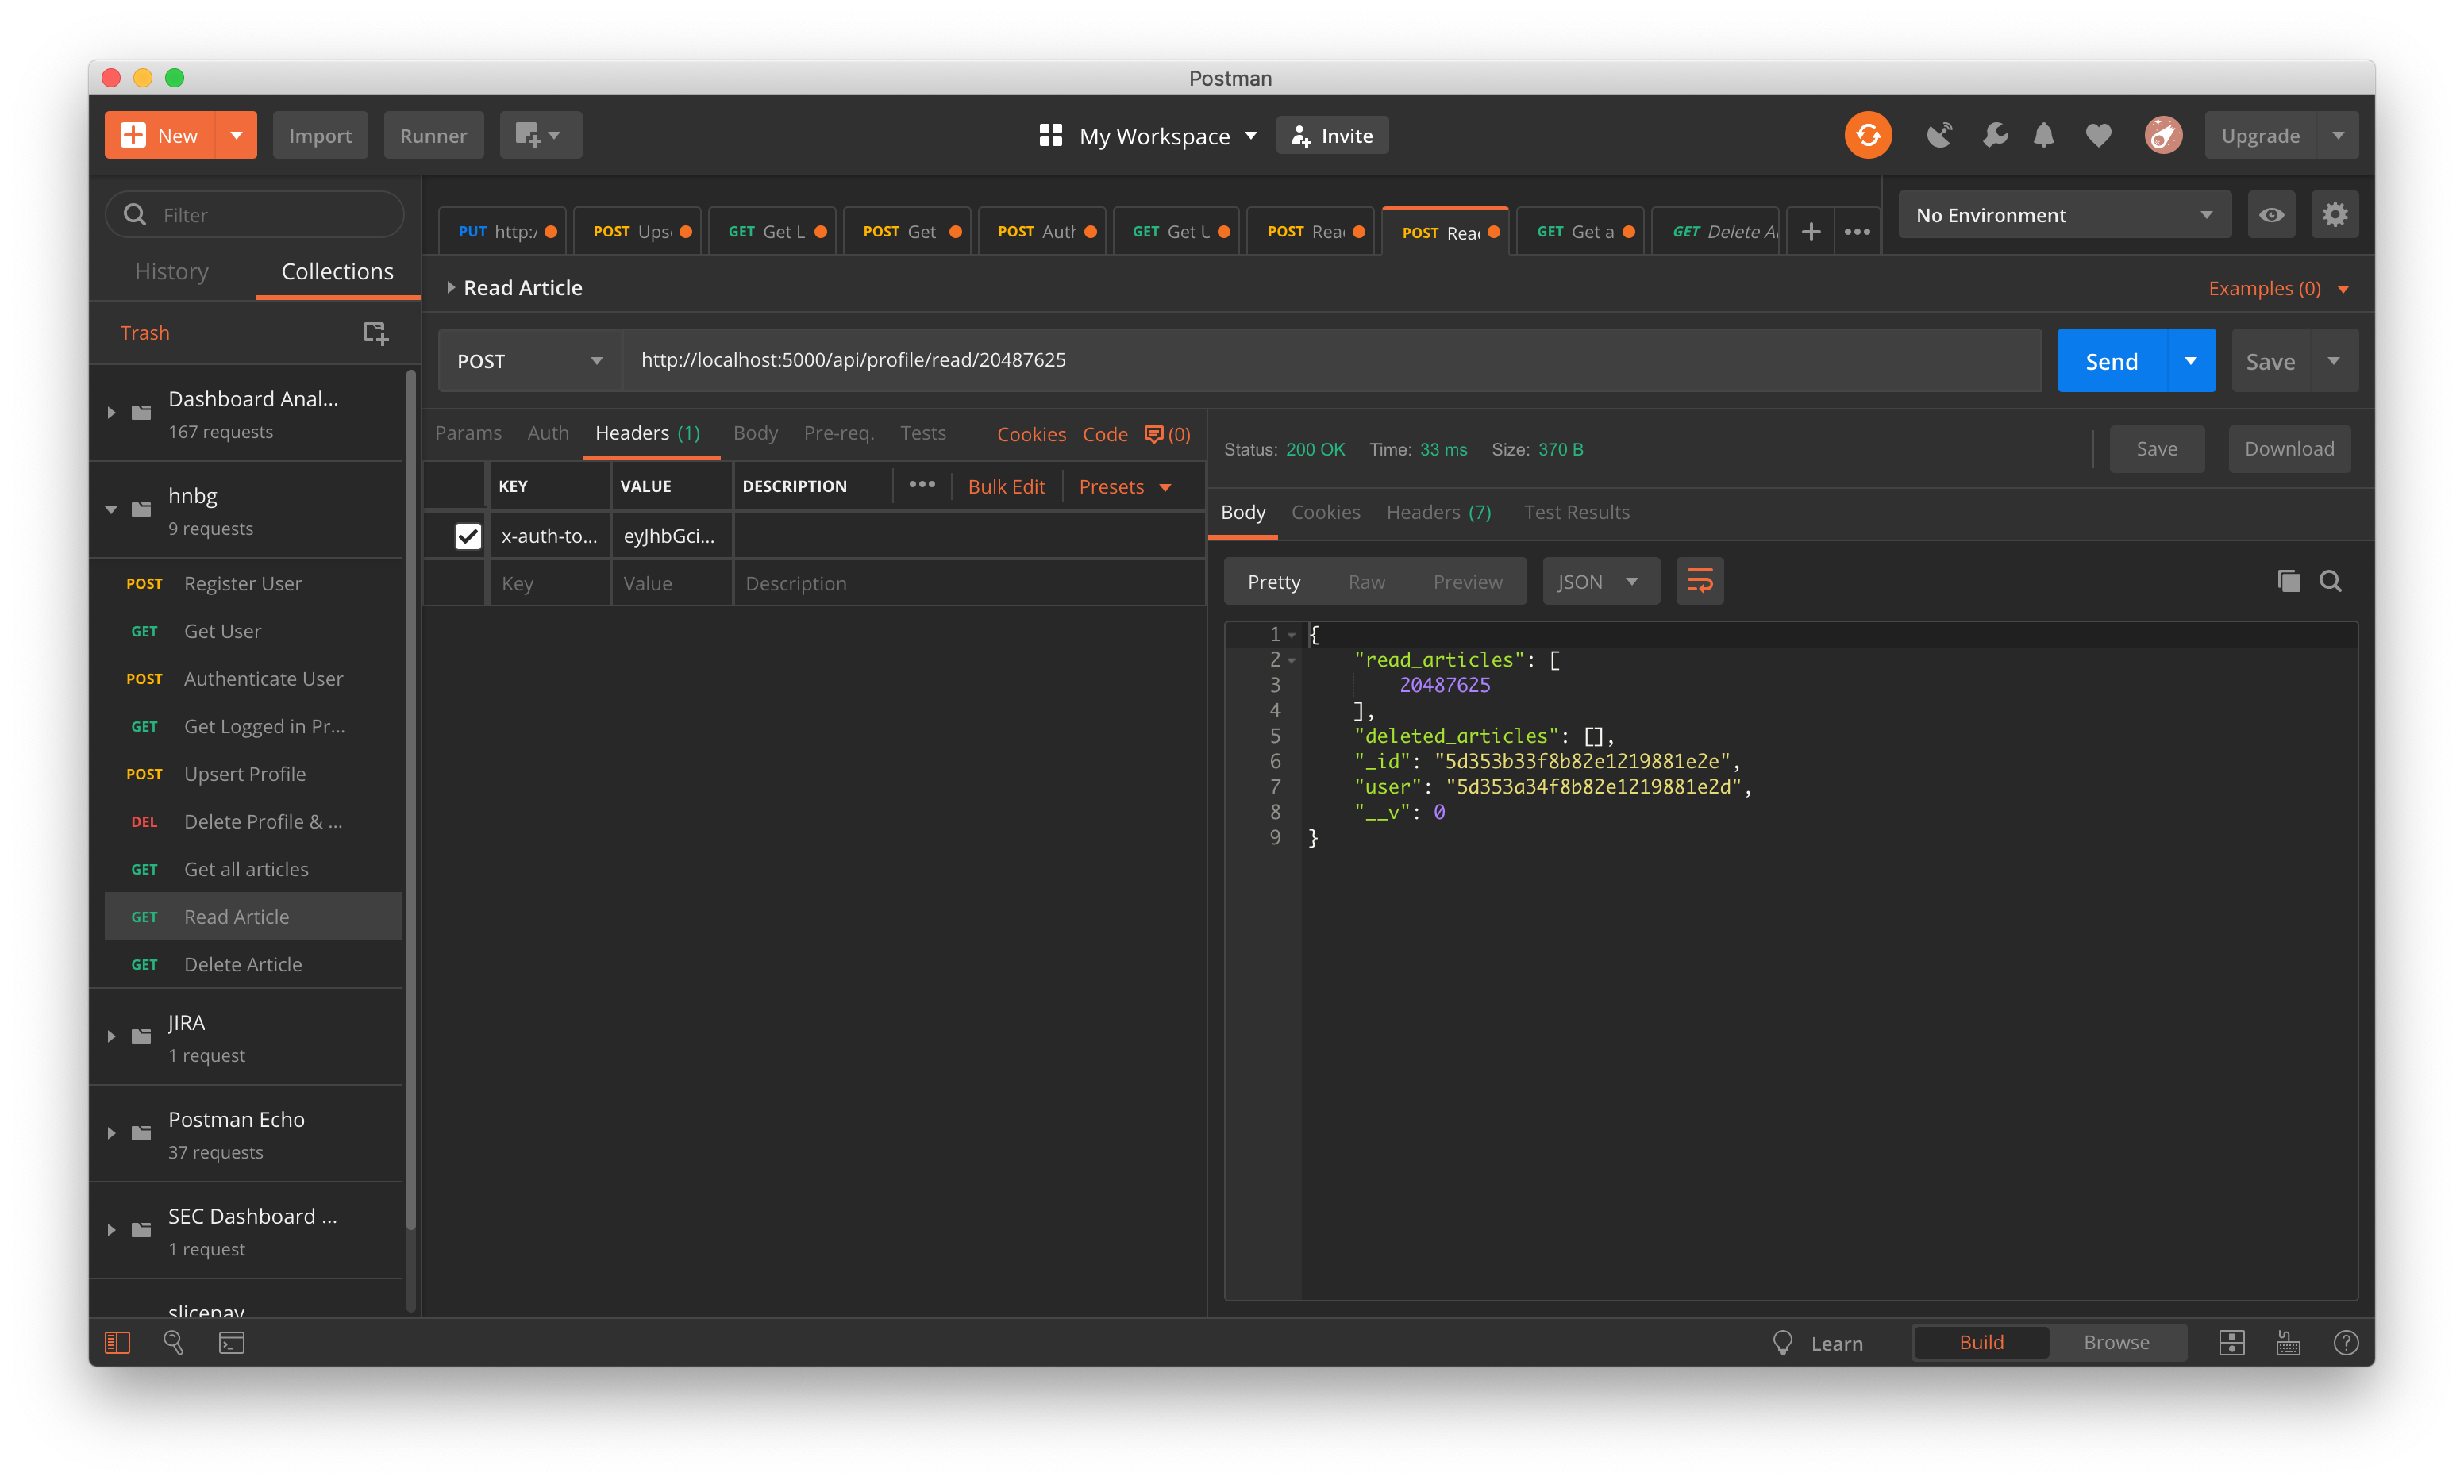 Postman
New
Import
Runner
My Workspace
Invite
Upgrade
Filter
History
Collections
Trash
Dashboard Anal...
167 requests
hnbg
9 requests
POST Register User
GET Get User
POST Authenticate User
GET Get Logged in Pr...
POST Upsert Profile
DEL Delete Profile & ...
GET Get all articles
GET Read Article
GET Delete Article
JIRA
1 request
Postman Echo
37 requests
SEC Dashboard ...
1 request
slicepay
PUT http:/
POST Ups
GET Get L
POST Get
POST Auth
GET Get U
POST Rea
POST Rea
GET Get a
GET Delete A
No Environment
Read Article
Examples (0)
POST
http://localhost:5000/api/profile/read/20487625
Send
Save
Params
Auth
Headers (1)
Body
Pre-req.
Tests
Cookies
Code
(0)
KEY
VALUE
DESCRIPTION
Bulk Edit
Presets
x-auth-to...
eyJhbGci...
Key
Value
Description
Status: 200 OK
Time: 33 ms
Size: 370 B
Save
Download
Body
Cookies
Headers (7)
Test Results
Pretty
Raw
Preview
JSON
1 {
2 "read_articles": [
3 20487625
4 ],
5 "deleted_articles": [],
6 "_id": "5d353b33f8b82e1219881e2e",
7 "user": "5d353a34f8b82e1219881e2d",
8 "__v": 0
9 }
Learn
Build
Browse